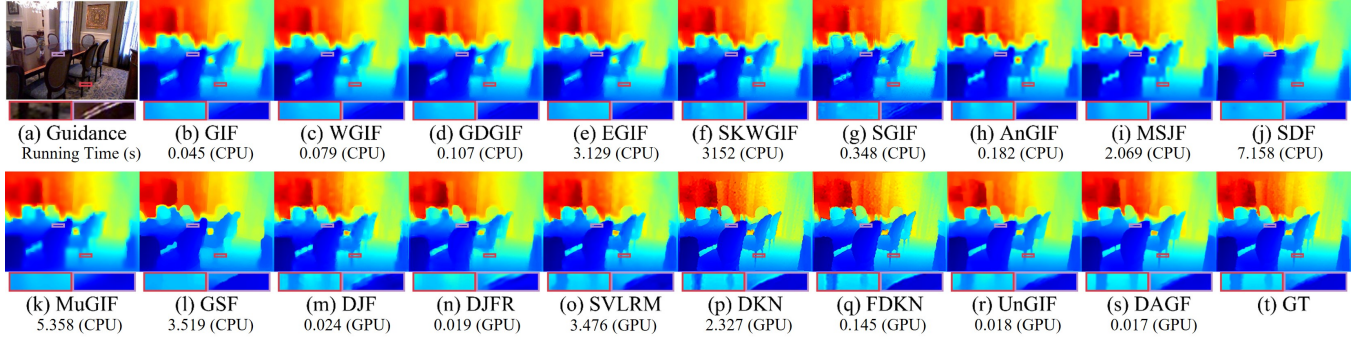 (a) Guidance (b) GIF (c) WGIF (d) GDGIF (e) EGIF (f) SKWGIF (g) SGIF (h) AnGIF (i) MSJF (j) SDF
Running Time (s) 0.045 (CPU) 0.079 (CPU) 0.107 (CPU) 3.129 (CPU) 3152 (CPU) 0.348 (CPU) 0.182 (CPU) 2.069 (CPU) 7.158 (CPU)
(k) MuGIF (l) GSF (m) DJF (n) DJFR (o) SVLRM (p) DKN (q) FDKN (r) UnGIF (s) DAGF (t) GT
5.358 (CPU) 3.519 (CPU) 0.024 (GPU) 0.019 (GPU) 3.476 (GPU) 2.327 (GPU) 0.145 (GPU) 0.018 (GPU) 0.017 (GPU)